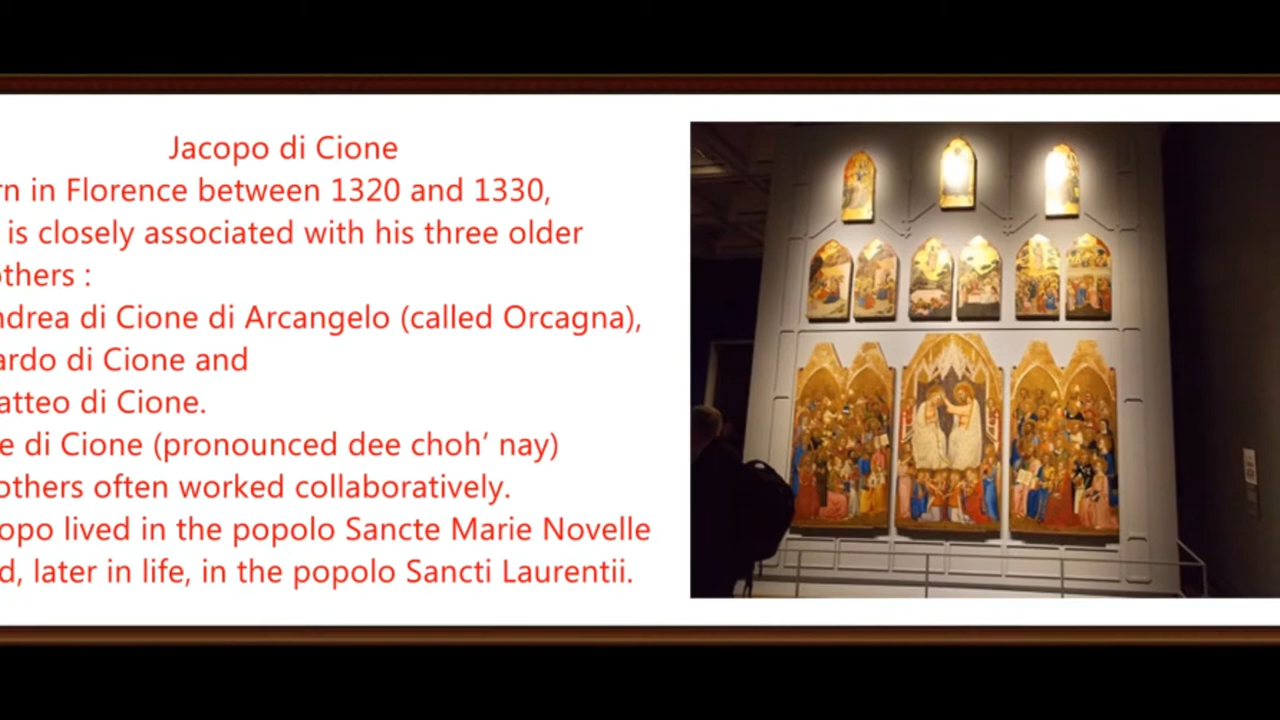 Jacopo di Cione
rn in Florence between 1320 and 1330,
is closely associated with his three older
others :
ndrea di Cione di Arcangelo (called Orcagna),
ardo di Cione and
atteo di Cione.
e di Cione (pronounced dee choh’ nay)
others often worked collaboratively.
opo lived in the popolo Sancte Marie Novelle
d, later in life, in the popolo Sancti Laurentii.